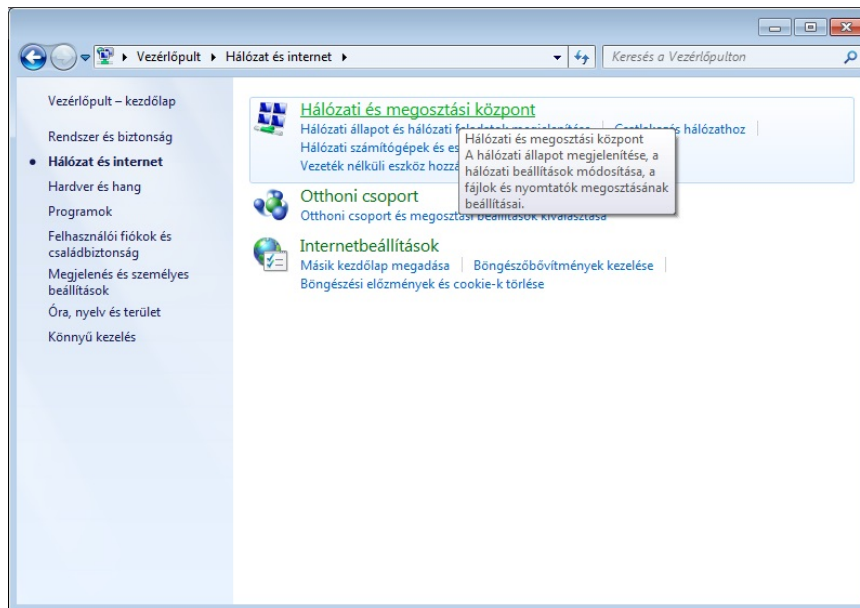 Vezérlőpult Hálózat és internet
Keresés a Vezérlőpulton
Vezérlőpult – kezdőlap
Rendszer és biztonság
Hálózat és internet
Hardver és hang
Programok
Felhasználói fiókok és
családbiztonság
Megjelenés és személyes
beállítások
Óra, nyelv és terület
Könnyű kezelés
Hálózati és megosztási központ
Hálózati állapot és hálózati feladatok megjelenítése Csatlakozás hálózathoz
Hálózati számítógépek és es
Vezeték nélküli eszköz hozzá
Hálózati és megosztási központ
A hálózati állapot megjelenítése, a
hálózati beállítások módosítása, a
fájlok és nyomtatók megosztásának
beállításai.
Otthoni csoport
Otthoni csoport és megosztási beállítások kiválasztása
Internetbeállítások
Másik kezdőlap megadása Böngészőbővítmények kezelése
Böngészési előzmények és cookie-k törlése